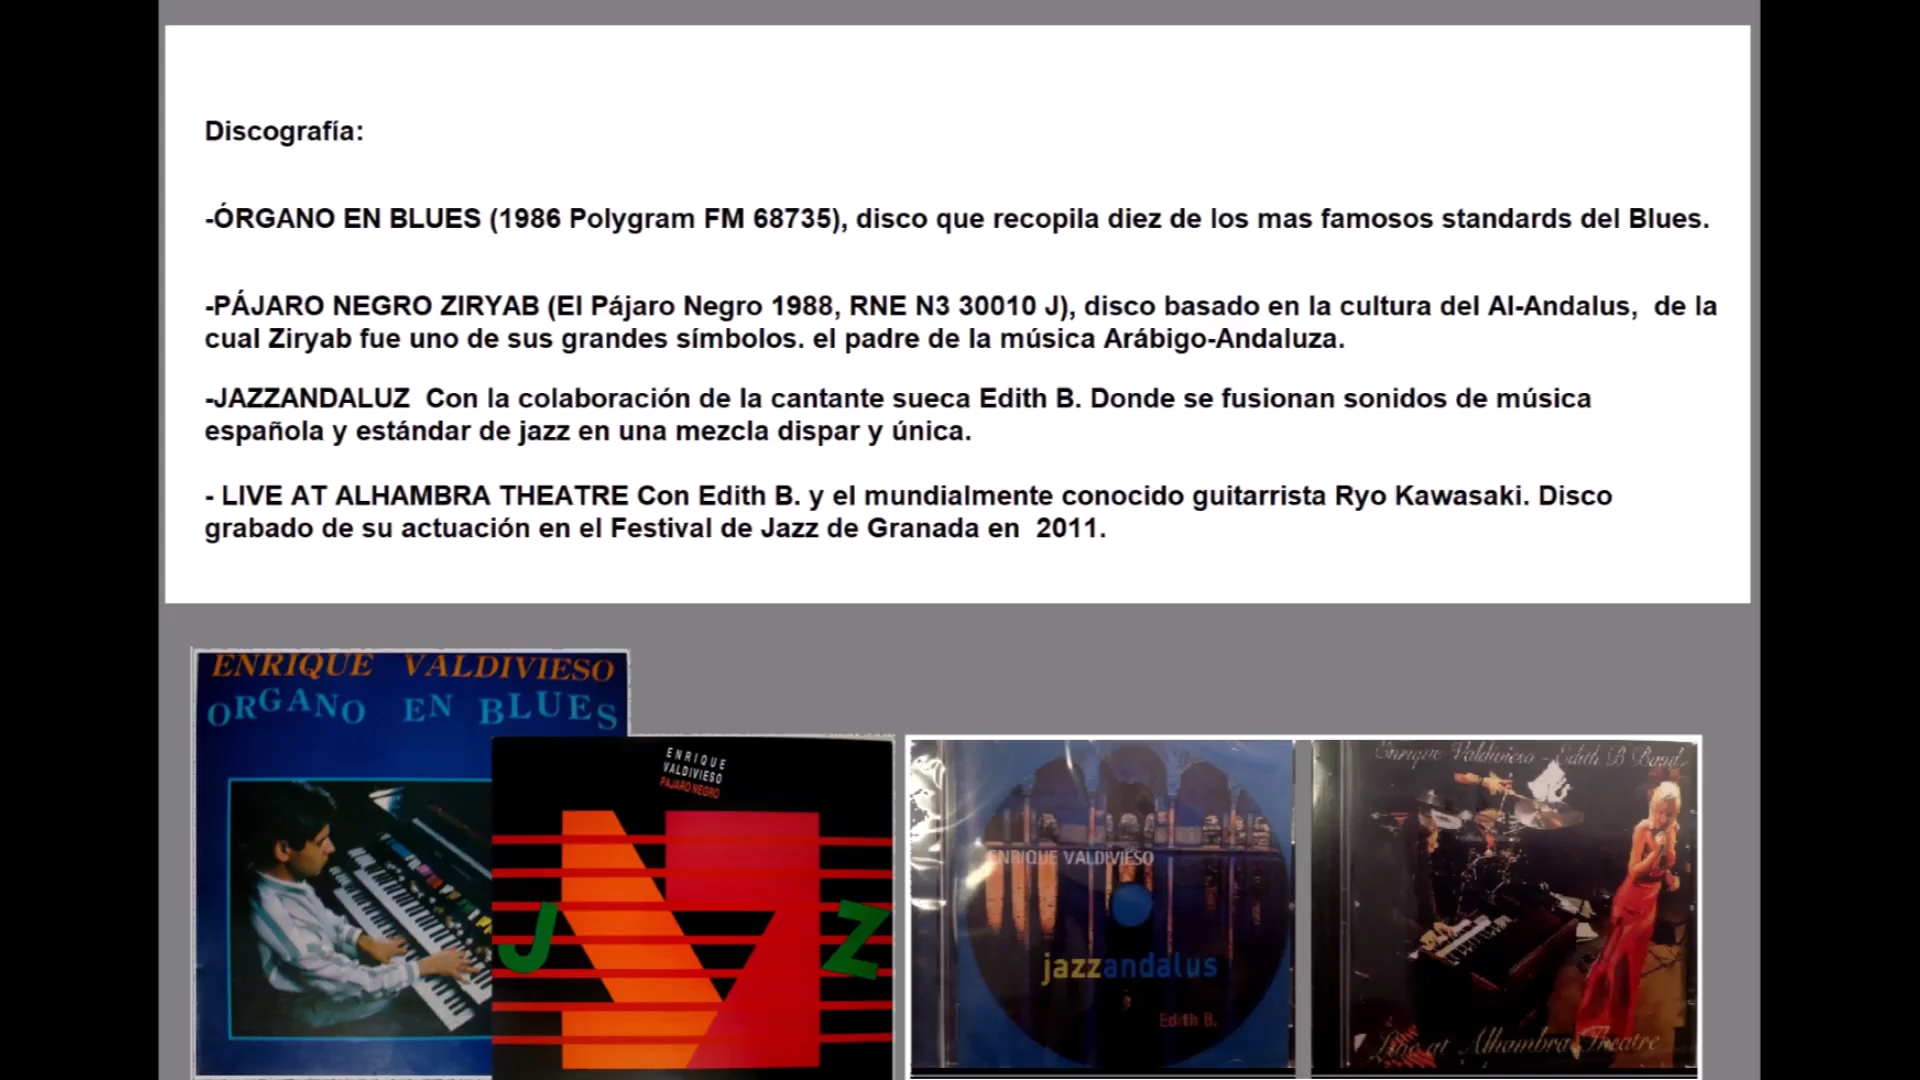 Discografía:
-ÓRGANO EN BLUES (1986 Polygram FM 68735), disco que recopila diez de los mas famosos standards del Blues.
-PÁJARO NEGRO ZIRYAB (El Pájaro Negro 1988, RNE N3 30010 J), disco basado en la cultura del Al-Andalus,  de la
cual Ziryab fue uno de sus grandes símbolos. el padre de la música Arábigo-Andaluza.
-JAZZANDALUZ  Con la colaboración de la cantante sueca Edith B. Donde se fusionan sonidos de música
española y estándar de jazz en una mezcla dispar y única.
- LIVE AT ALHAMBRA THEATRE Con Edith B. y el mundialmente conocido guitarrista Ryo Kawasaki. Disco
grabado de su actuación en el Festival de Jazz de Granada en  2011.
ENRIQUE VALDIVIESO
ORGANO EN BLUES
ENRIQUE
VALDIVIESO
PAJARO NEGRO
J Z
ENRIQUE VALDIVIESO
jazzandalus
Edith B.
Enrique Valdivieso - Edith B Band
Live at Alhambra Theatre